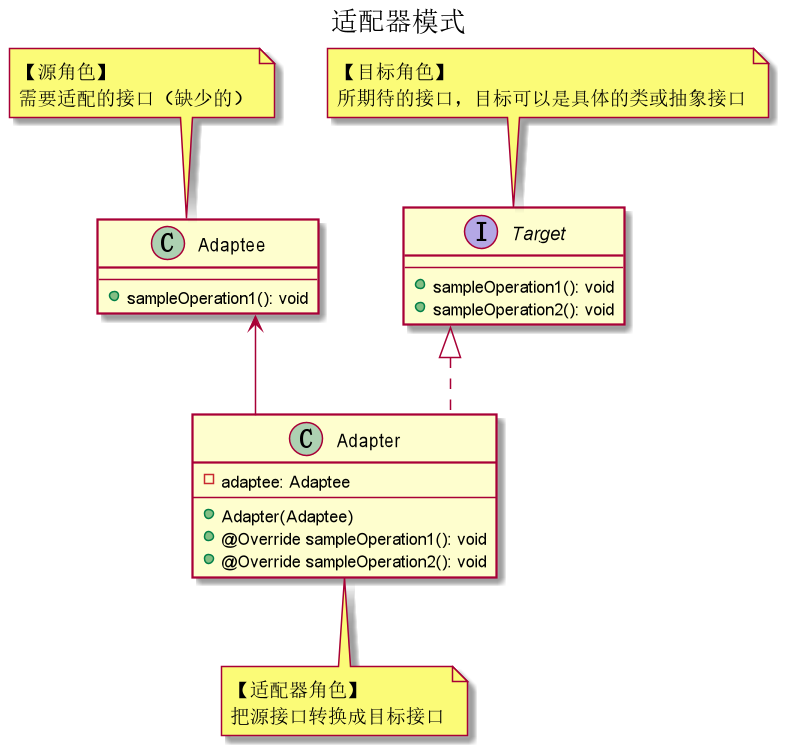 适配器模式
【源角色】
需要适配的接口（缺少的）
【目标角色】
所期待的接口，目标可以是具体的类或抽象接口
C Adaptee
sampleOperation1(): void
I Target
sampleOperation1(): void
sampleOperation2(): void
C Adapter
adaptee: Adaptee
Adapter(Adaptee)
@Override sampleOperation1(): void
@Override sampleOperation2(): void
【适配器角色】
把源接口转换成目标接口